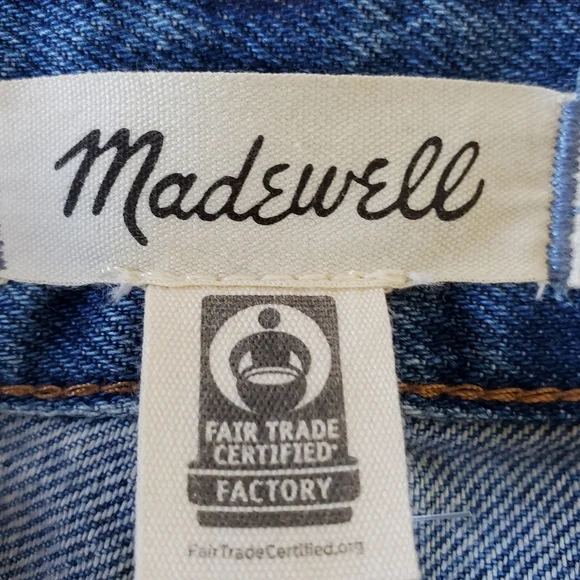 Madewell
FAIR TRADE
CERTIFIED
FACTORY
FairTradeCertified.org